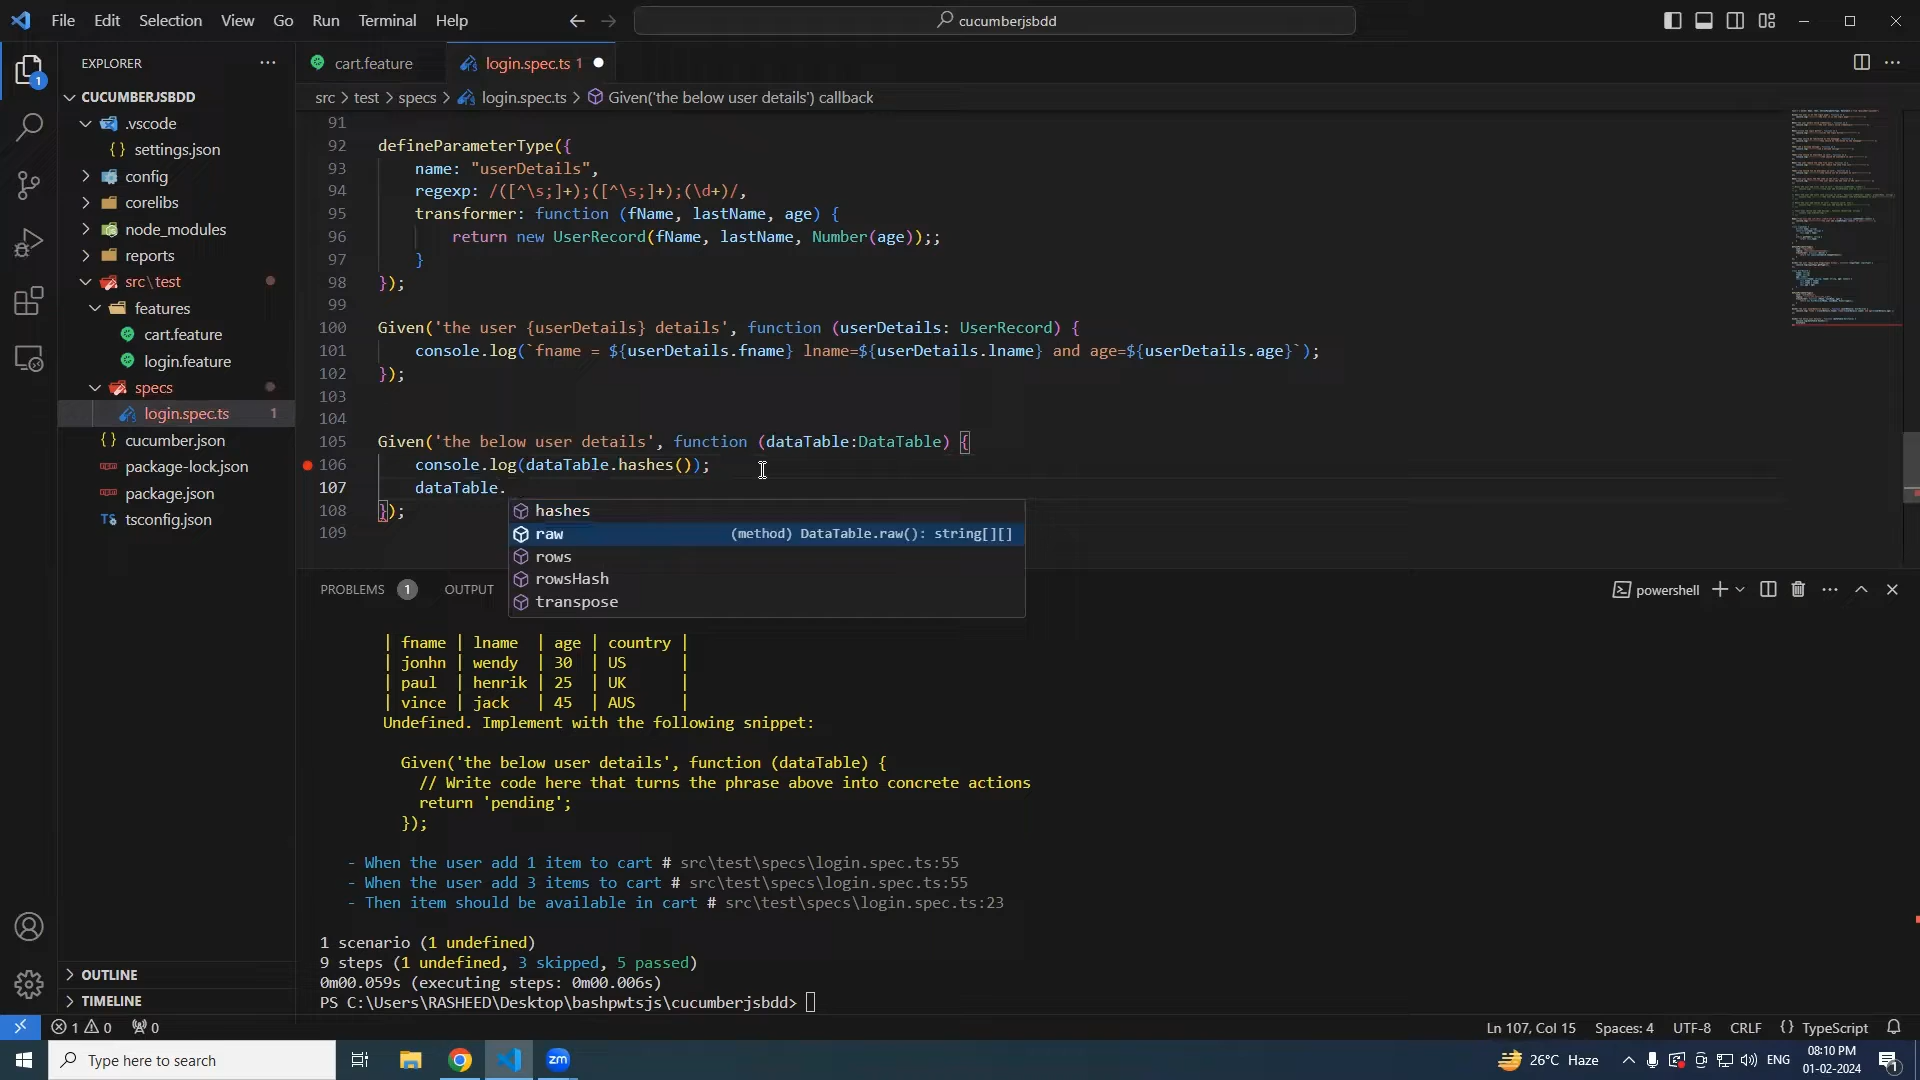 File Edit Selection View Go Run Terminal Help
cucumberjsbdd
EXPLORER
CUCUMBERJSBDD
.vscode
settings.json
config
corelibs
node_modules
reports
src\test
features
cart.feature
login.feature
specs
login.spec.ts 1
cucumber.json
package-lock.json
package.json
tsconfig.json
OUTLINE
TIMELINE
cart.feature
login.spec.ts 1
src > test > specs > login.spec.ts > Given('the below user details') callback
91
92 defineParameterType({
93 name: "userDetails",
94 regexp: /([^\s;]+);([^\s;]+);(\d+)/,
95 transformer: function (fName, lastName, age) {
96 return new UserRecord(fName, lastName, Number(age));;
97 }
98 });
99
100 Given('the user {userDetails} details', function (userDetails: UserRecord) {
101 console.log(`fname = ${userDetails.fname} lname=${userDetails.lname} and age=${userDetails.age}`);
102 });
103
104
105 Given('the below user details', function (dataTable:DataTable) {
106 console.log(dataTable.hashes());
107 dataTable.
108 });
109
hashes
raw (method) DataTable.raw(): string[][]
rows
rowsHash
transpose
PROBLEMS 1 OUTPUT
powershell
| fname | lname | age | country |
| jonhn | wendy | 30 | US |
| paul | henrik | 25 | UK |
| vince | jack | 45 | AUS |
Undefined. Implement with the following snippet:
Given('the below user details', function (dataTable) {
// Write code here that turns the phrase above into concrete actions
return 'pending';
});
- When the user add 1 item to cart # src\test\specs\login.spec.ts:55
- When the user add 3 items to cart # src\test\specs\login.spec.ts:55
- Then item should be available in cart # src\test\specs\login.spec.ts:23
1 scenario (1 undefined)
9 steps (1 undefined, 3 skipped, 5 passed)
0m00.059s (executing steps: 0m00.006s)
PS C:\Users\RASHEED\Desktop\bashpwtsjs\cucumberjsbdd>
1 0 0
Ln 107, Col 15 Spaces: 4 UTF-8 CRLF {} TypeScript
Type here to search
zm
26°C Haze
ENG
08:10 PM
01-02-2024
1